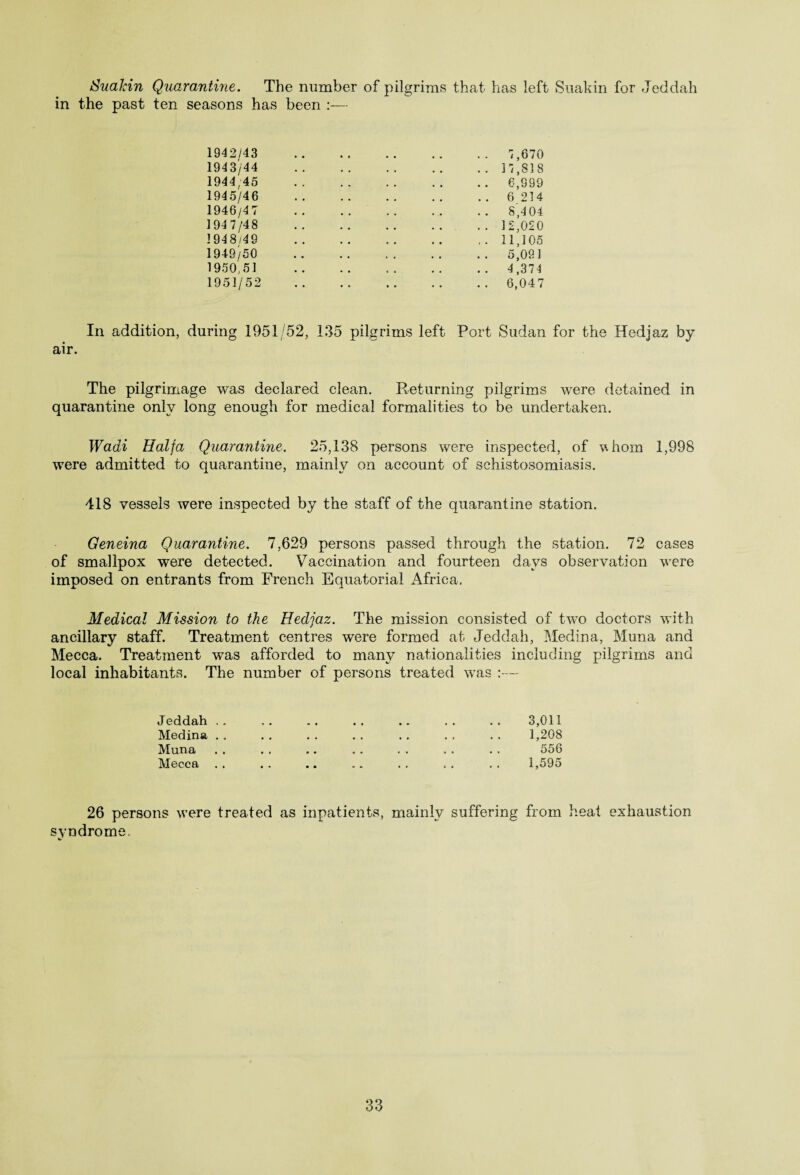 Suakin Quarantine. The number of pilgrims that has left Suakin for Jeddah
in the past ten seasons has been :—
1942/43 .. .. .. .. .. 7,670
1943/44 .. .. .. .. .. 17,818
1944/45 .. .. .. .. .. 6,999
1945/46 .. .. .. .. .. 6 214
1946/47 .. .. .. .. .. 8,404
1947/48 .. .. .. .. .. 12,020
1948/49 .. .. .. .. .. 11,105
1949/50 .. .. .. .. .. 5,091
1950/51 .. .. .. .. .. 4,374
1951/52 .. .. .. .. .. 6,047
In addition, during 1951/52, 135 pilgrims left Port Sudan for the Hedjaz by
air.
The pilgrimage was declared clean. Returning pilgrims were detained in
quarantine only long enough for medical formalities to be undertaken.
Wadi Halfa Quarantine. 25,138 persons were inspected, of whom 1,998
were admitted to quarantine, mainly on account of schistosomiasis.
418 vessels were inspected by the staff of the quarantine station.
Geneina Quarantine. 7,629 persons passed through the station. 72 cases
of smallpox were detected. Vaccination and fourteen days observation were
imposed on entrants from French Equatorial Africa.
Medical Mission to the Hedjaz. The mission consisted of two doctors with
ancillary staff. Treatment centres were formed at Jeddah, Medina, Muna and
Mecca. Treatment was afforded to many nationalities including pilgrims and
local inhabitants. The number of persons treated was :—
Jeddah .. .. .. .. .. .. .. 3,011
Medina .. .. .. .. .. .. .. 1,208
Muna .. .. .. .. .. .. .. 556
Mecca .. .. .. .. .. .. .. 1,595
26 persons were treated as inpatients, mainly suffering from heat exhaustion
syndrome.
33